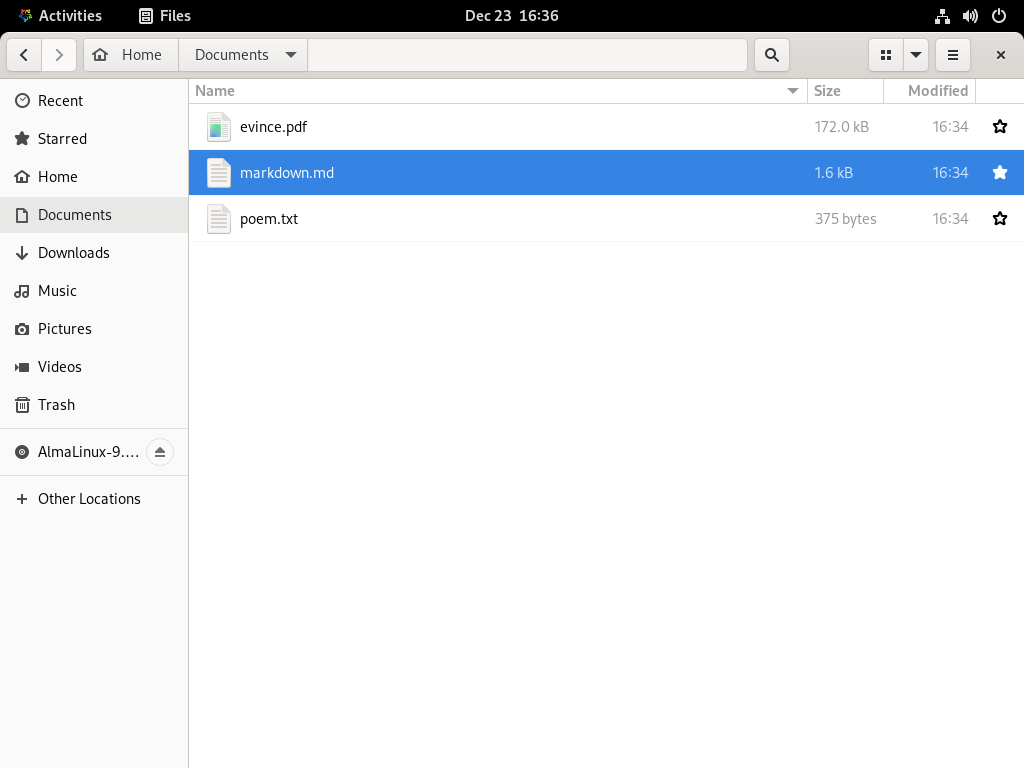 Activities Files Dec 23 16:36
Home Documents
Name Size Modified
Recent
evince.pdf 172.0 kB 16:34
Starred
markdown.md 1.6 kB 16:34
Home
Documents
poem.txt 375 bytes 16:34
Downloads
Music
Pictures
Videos
Trash
AlmaLinux-9.…
Other Locations